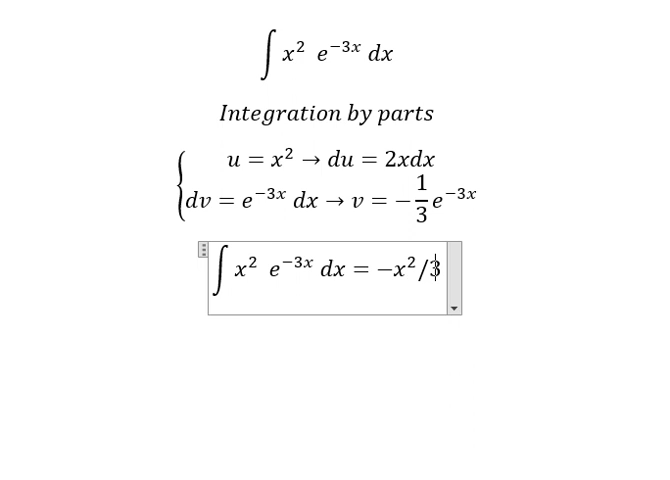 ∫ x² e⁻³ˣ dx
Integration by parts
u = x² → du = 2xdx
dv = e⁻³ˣ dx → v = −1/3 e⁻³ˣ
∫ x² e⁻³ˣ dx = −x²/3